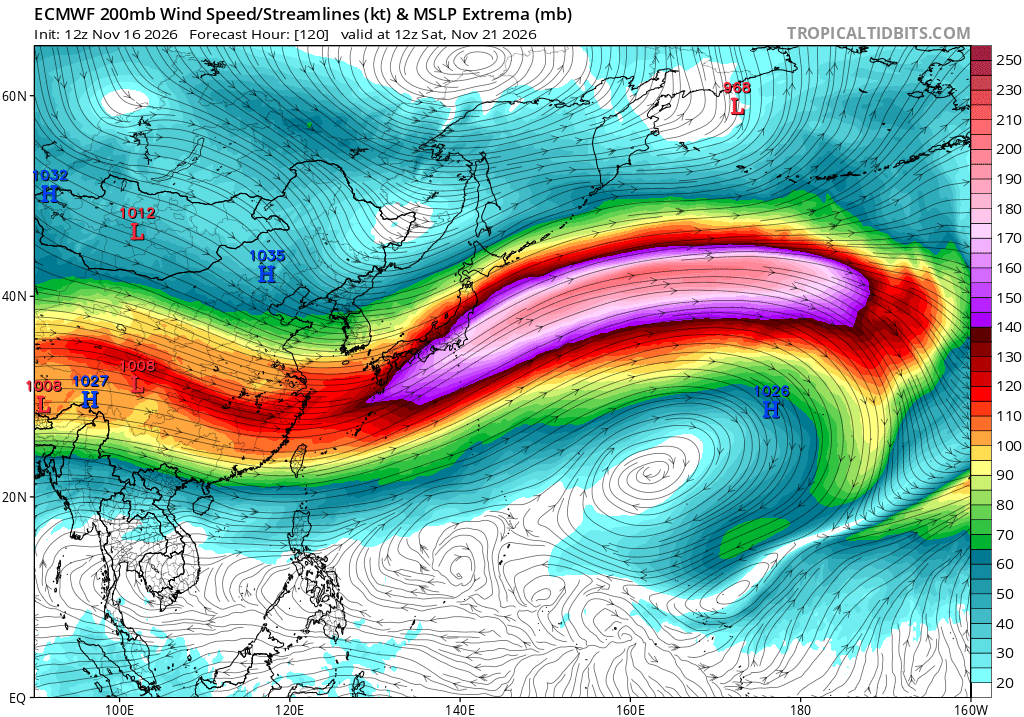 ECMWF 200mb Wind Speed/Streamlines (kt) & MSLP Extrema (mb)
Init: 12z Nov 16 2026 Forecast Hour: [120] valid at 12z Sat, Nov 21 2026
TROPICALTIDBITS.COM
60N
40N
20N
EQ
968
L
1032
H
1012
L
1035
H
1008
L
1008
L
1027
H
1026
H
100E
120E
140E
160E
180
160W
250
230
210
200
190
180
170
160
150
140
130
120
110
100
90
80
70
60
50
40
30
20